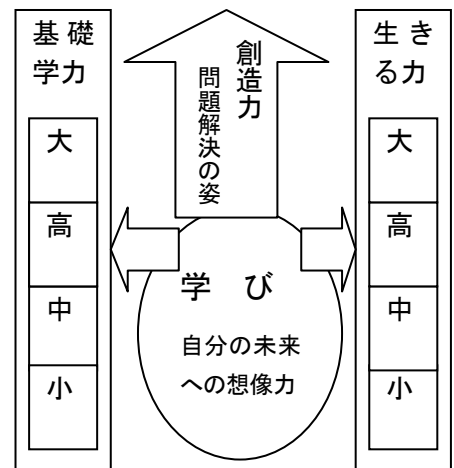 基礎
学力
大
高
中
小
創造力
問題解決の姿
学び
自分の未来
への想像力
生き
る力
大
高
中
小